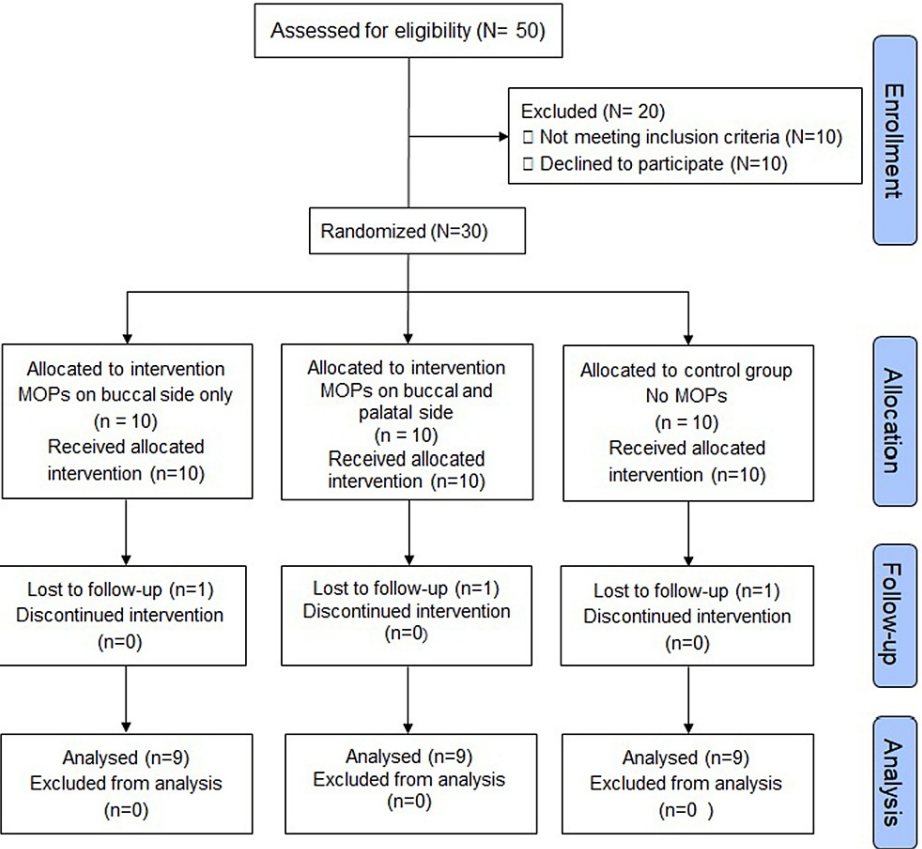 Assessed for eligibility (N= 50)
Excluded (N= 20)
Not meeting inclusion criteria (N=10)
Declined to participate (N=10)
Enrollment
Randomized (N=30)
Allocated to intervention
MOPs on buccal side only
(n = 10)
Received allocated
intervention (n=10)
Allocated to intervention
MOPs on buccal and
palatal side
(n = 10)
Received allocated
intervention (n=10)
Allocated to control group
No MOPs
(n = 10)
Received allocated
intervention (n=10)
Allocation
Lost to follow-up (n=1)
Discontinued intervention
(n=0)
Lost to follow-up (n=1)
Discontinued intervention
(n=0)
Lost to follow-up (n=1)
Discontinued intervention
(n=0)
Follow-up
Analysed (n=9)
Excluded from analysis
(n=0)
Analysed (n=9)
Excluded from analysis
(n=0)
Analysed (n=9)
Excluded from analysis
(n=0 )
Analysis